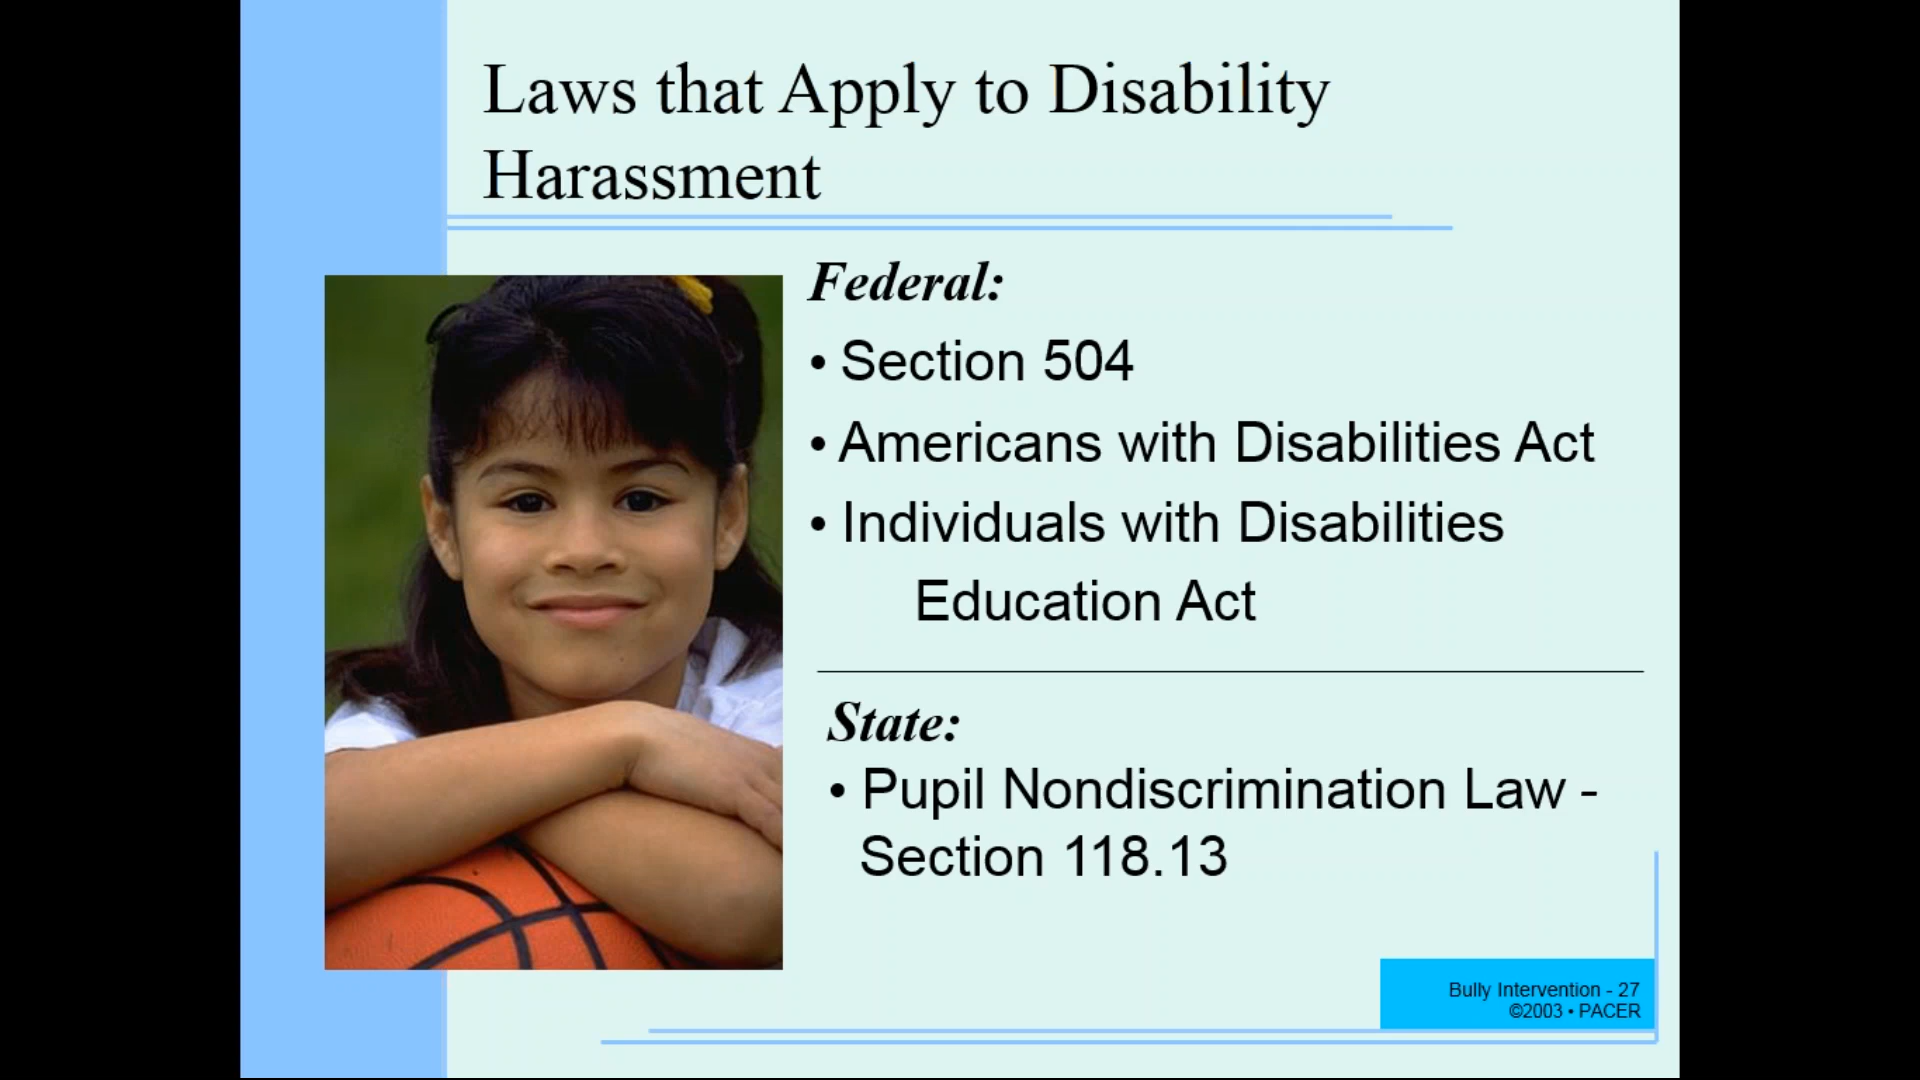 Laws that Apply to Disability
Harassment
Federal:
• Section 504
• Americans with Disabilities Act
• Individuals with Disabilities
Education Act
State:
• Pupil Nondiscrimination Law -
Section 118.13
Bully Intervention - 27
©2003 • PACER